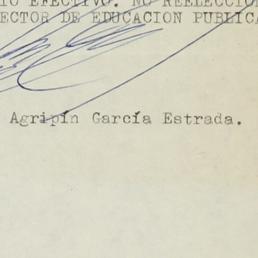 IO EFECTIVO. NO REELECCION
ECTOR DE EDUCACION PUBLICA
Agripín García Estrada.